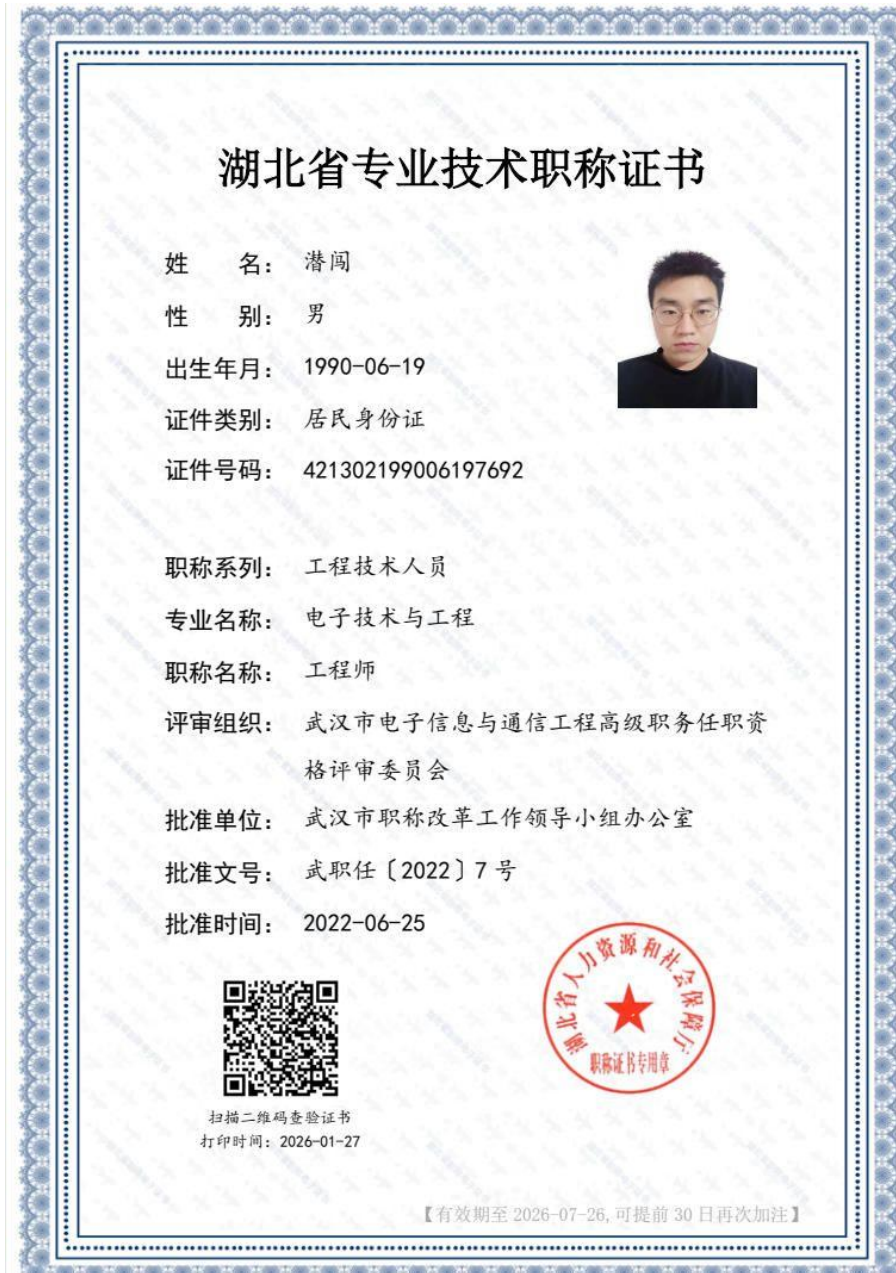 湖北省专业技术职称证书
姓 名： 潜闯
性 别： 男
出生年月： 1990-06-19
证件类别： 居民身份证
证件号码： 421302199006197692
职称系列： 工程技术人员
专业名称： 电子技术与工程
职称名称： 工程师
评审组织： 武汉市电子信息与通信工程高级职务任职资
格评审委员会
批准单位： 武汉市职称改革工作领导小组办公室
批准文号： 武职任〔2022〕7号
批准时间： 2022-06-25
湖北省人力资源和社会保障厅
职称证书专用章
扫描二维码查验证书
打印时间：2026-01-27
【有效期至 2026-07-26,可提前 30 日再次加注】